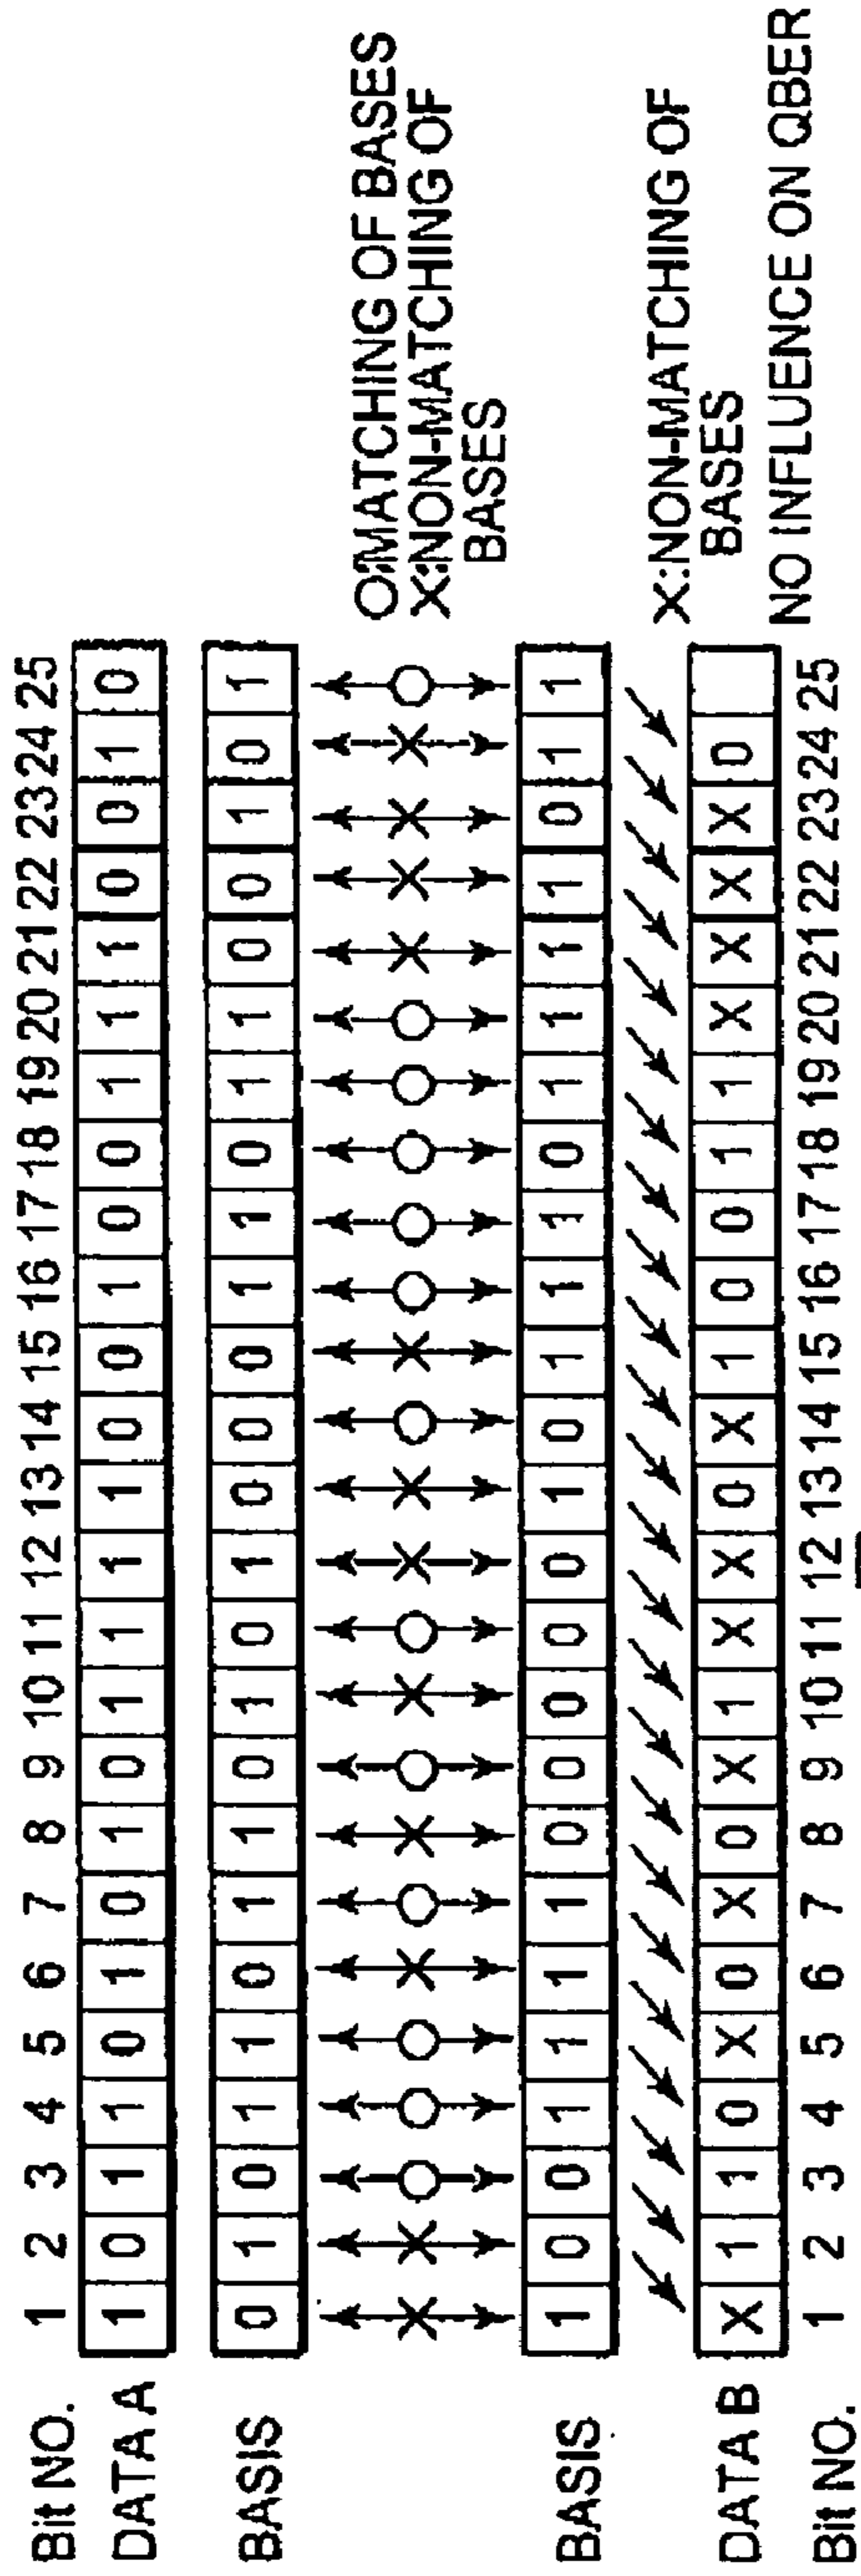 Bit NO. 1 2 3 4 5 6 7 8 9 10 11 12 13 14 15 16 17 18 19 20 21 22 23 24 25
DATA A 1 0 1 1 0 1 0 1 0 1 1 1 1 0 0 1 0 0 1 1 1 0 0 1 0
BASIS 0 1 0 1 1 0 1 1 0 1 0 1 0 0 0 1 1 0 1 1 0 0 1 0 1
X X O O O X O X O X O X X O X O O O O O X X X X O
O:MATCHING OF BASES
X:NON-MATCHING OF
BASES
BASIS 1 0 0 1 1 1 1 0 0 0 0 0 1 0 1 1 1 0 1 1 1 1 0 1 1
X:NON-MATCHING OF
BASES
DATA B X 1 1 0 X 0 X 0 X 1 X X 0 X 1 0 0 1 1 X X X X 0
NO INFLUENCE ON QBER
Bit NO. 1 2 3 4 5 6 7 8 9 10 11 12 13 14 15 16 17 18 19 20 21 22 23 24 25